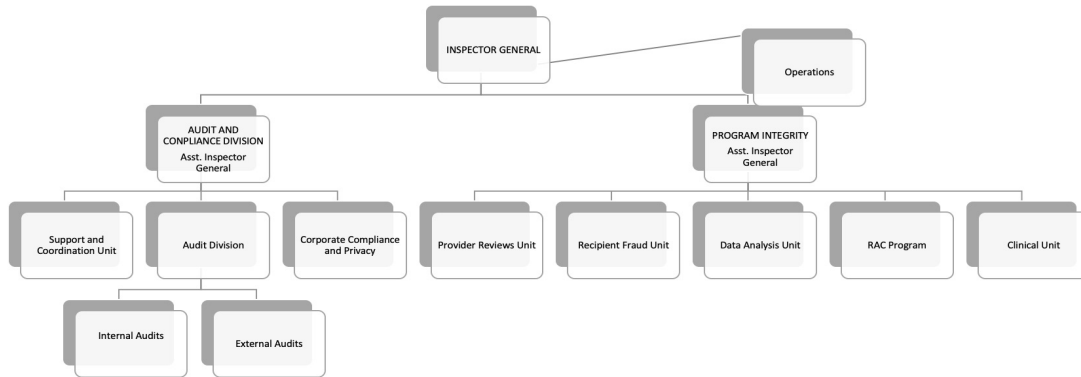 INSPECTOR GENERAL
Operations
AUDIT AND
CONPLIANCE DIVISION
Asst. Inspector
General
PROGRAM INTEGRITY
Asst. Inspector
General
Support and
Coordination Unit
Audit Division
Corporate Compliance
and Privacy
Provider Reviews Unit
Recipient Fraud Unit
Data Analysis Unit
RAC Program
Clinical Unit
Internal Audits
External Audits